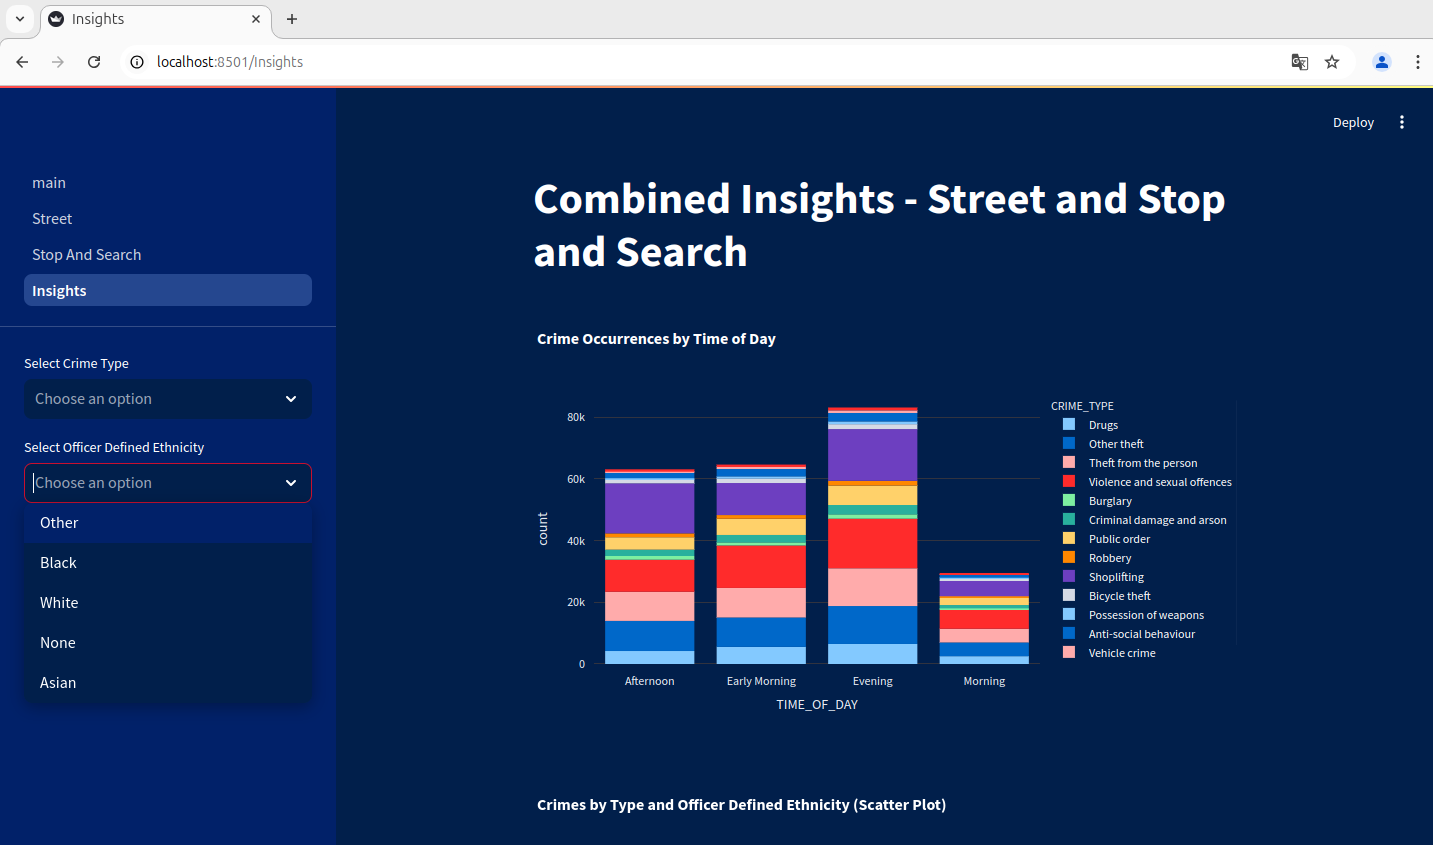 Insights
localhost:8501/Insights
Deploy
main
Street
Stop And Search
Insights
Select Crime Type
Choose an option
Select Officer Defined Ethnicity
Choose an option
Other
Black
White
None
Asian
Combined Insights - Street and Stop
and Search
Crime Occurrences by Time of Day
80k
60k
40k
20k
0
count
Afternoon
Early Morning
Evening
Morning
TIME_OF_DAY
CRIME_TYPE
Drugs
Other theft
Theft from the person
Violence and sexual offences
Burglary
Criminal damage and arson
Public order
Robbery
Shoplifting
Bicycle theft
Possession of weapons
Anti-social behaviour
Vehicle crime
Crimes by Type and Officer Defined Ethnicity (Scatter Plot)